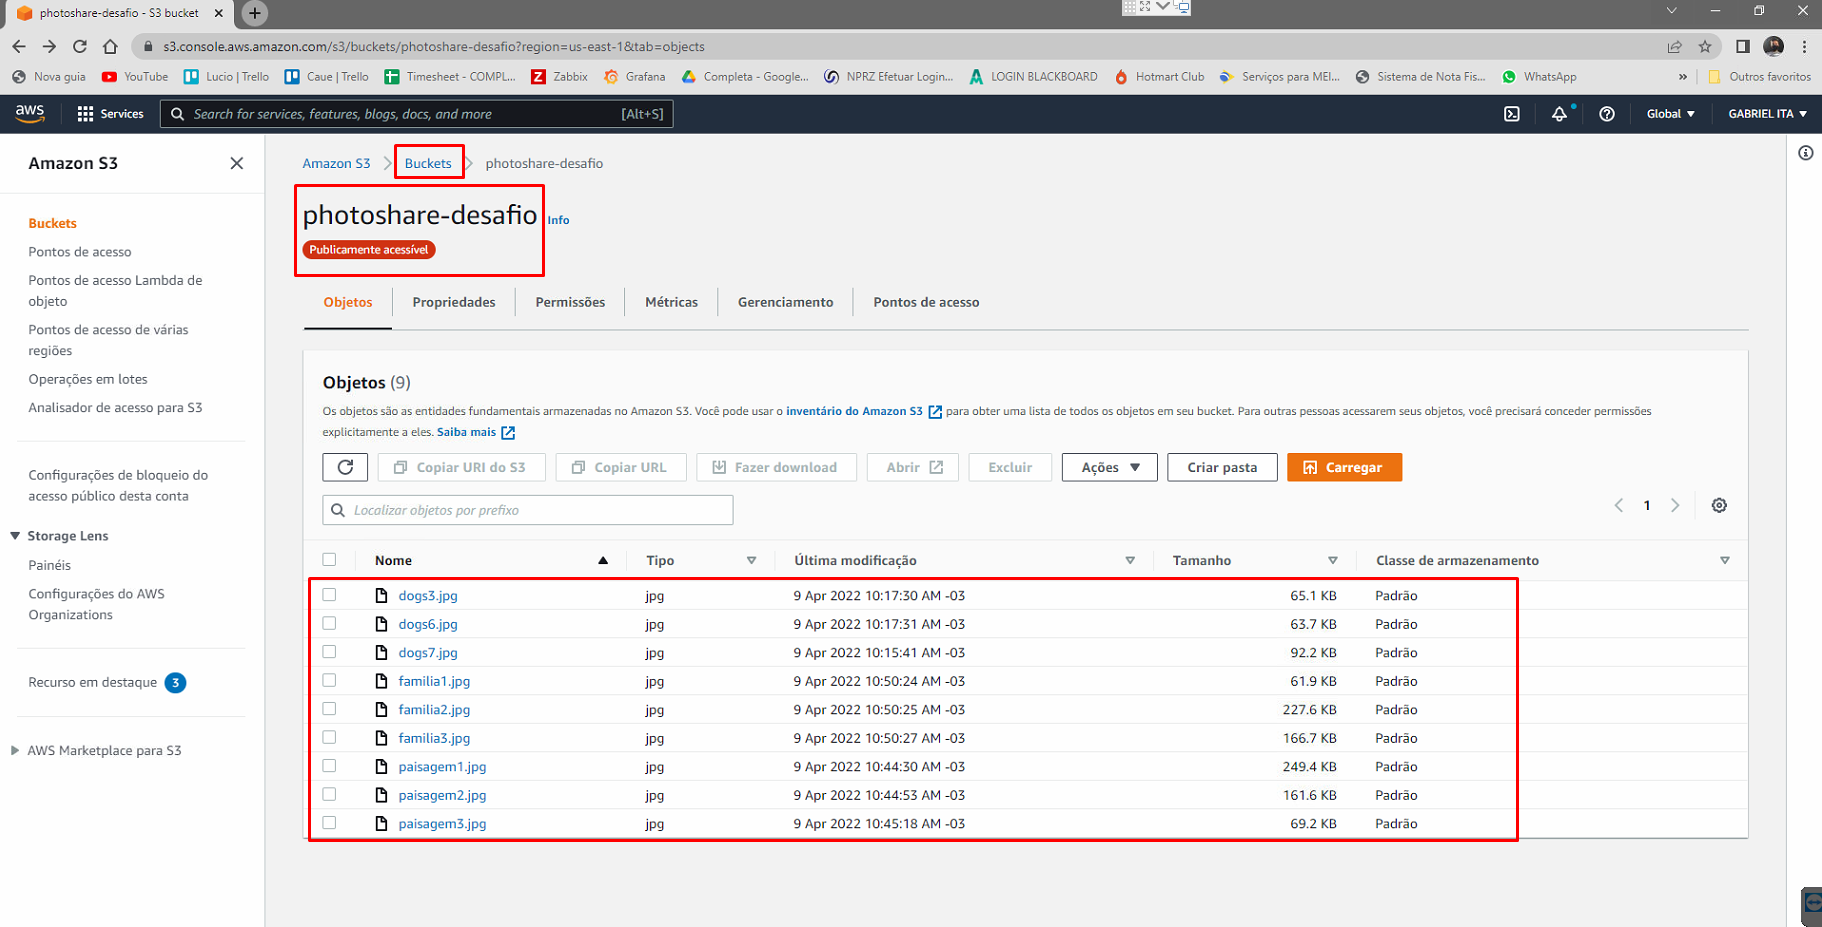 photoshare-desafio - S3 bucket
s3.console.aws.amazon.com/s3/buckets/photoshare-desafio?region=us-east-1&tab=objects
Nova guia YouTube Lucio | Trello Caue | Trello Timesheet - COMPL... Zabbix Grafana Completa - Google... NPRZ Efetuar Login... LOGIN BLACKBOARD Hotmart Club Serviços para MEI... Sistema de Nota Fis... WhatsApp » Outros favoritos
aws Services Search for services, features, blogs, docs, and more [Alt+S] Global GABRIEL ITA
Amazon S3
Buckets
Pontos de acesso
Pontos de acesso Lambda de
objeto
Pontos de acesso de várias
regiões
Operações em lotes
Analisador de acesso para S3
Configurações de bloqueio do
acesso público desta conta
Storage Lens
Painéis
Configurações do AWS
Organizations
Recurso em destaque 3
AWS Marketplace para S3
Amazon S3 Buckets photoshare-desafio
photoshare-desafio Info
Publicamente acessível
Objetos Propriedades Permissões Métricas Gerenciamento Pontos de acesso
Objetos (9)
Os objetos são as entidades fundamentais armazenadas no Amazon S3. Você pode usar o inventário do Amazon S3 para obter uma lista de todos os objetos em seu bucket. Para outras pessoas acessarem seus objetos, você precisará conceder permissões
explicitamente a eles. Saiba mais
Copiar URI do S3 Copiar URL Fazer download Abrir Excluir Ações Criar pasta Carregar
Localizar objetos por prefixo 1
Nome Tipo Última modificação Tamanho Classe de armazenamento
dogs3.jpg jpg 9 Apr 2022 10:17:30 AM -03 65.1 KB Padrão
dogs6.jpg jpg 9 Apr 2022 10:17:31 AM -03 63.7 KB Padrão
dogs7.jpg jpg 9 Apr 2022 10:15:41 AM -03 92.2 KB Padrão
familia1.jpg jpg 9 Apr 2022 10:50:24 AM -03 61.9 KB Padrão
familia2.jpg jpg 9 Apr 2022 10:50:25 AM -03 227.6 KB Padrão
familia3.jpg jpg 9 Apr 2022 10:50:27 AM -03 166.7 KB Padrão
paisagem1.jpg jpg 9 Apr 2022 10:44:30 AM -03 249.4 KB Padrão
paisagem2.jpg jpg 9 Apr 2022 10:44:53 AM -03 161.6 KB Padrão
paisagem3.jpg jpg 9 Apr 2022 10:45:18 AM -03 69.2 KB Padrão